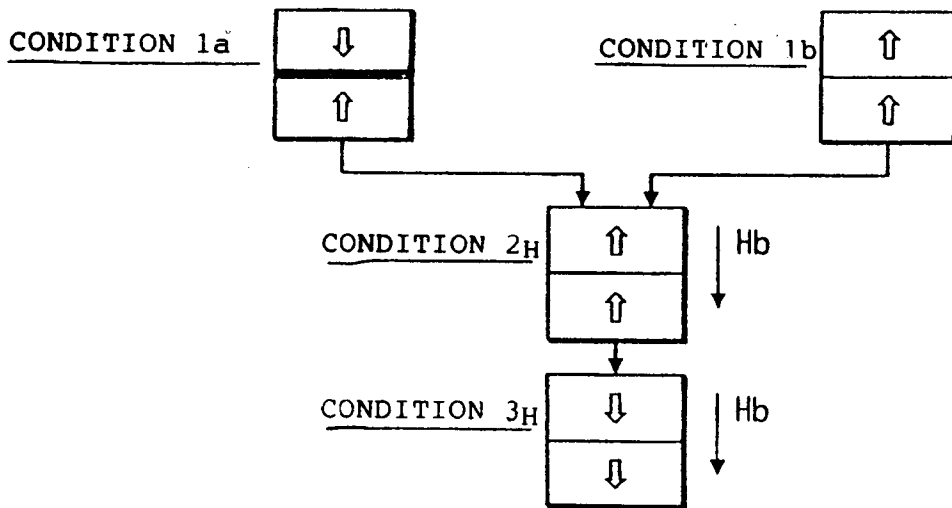 CONDITION 1a
CONDITION 1b
CONDITION 2H
Hb
CONDITION 3H
Hb